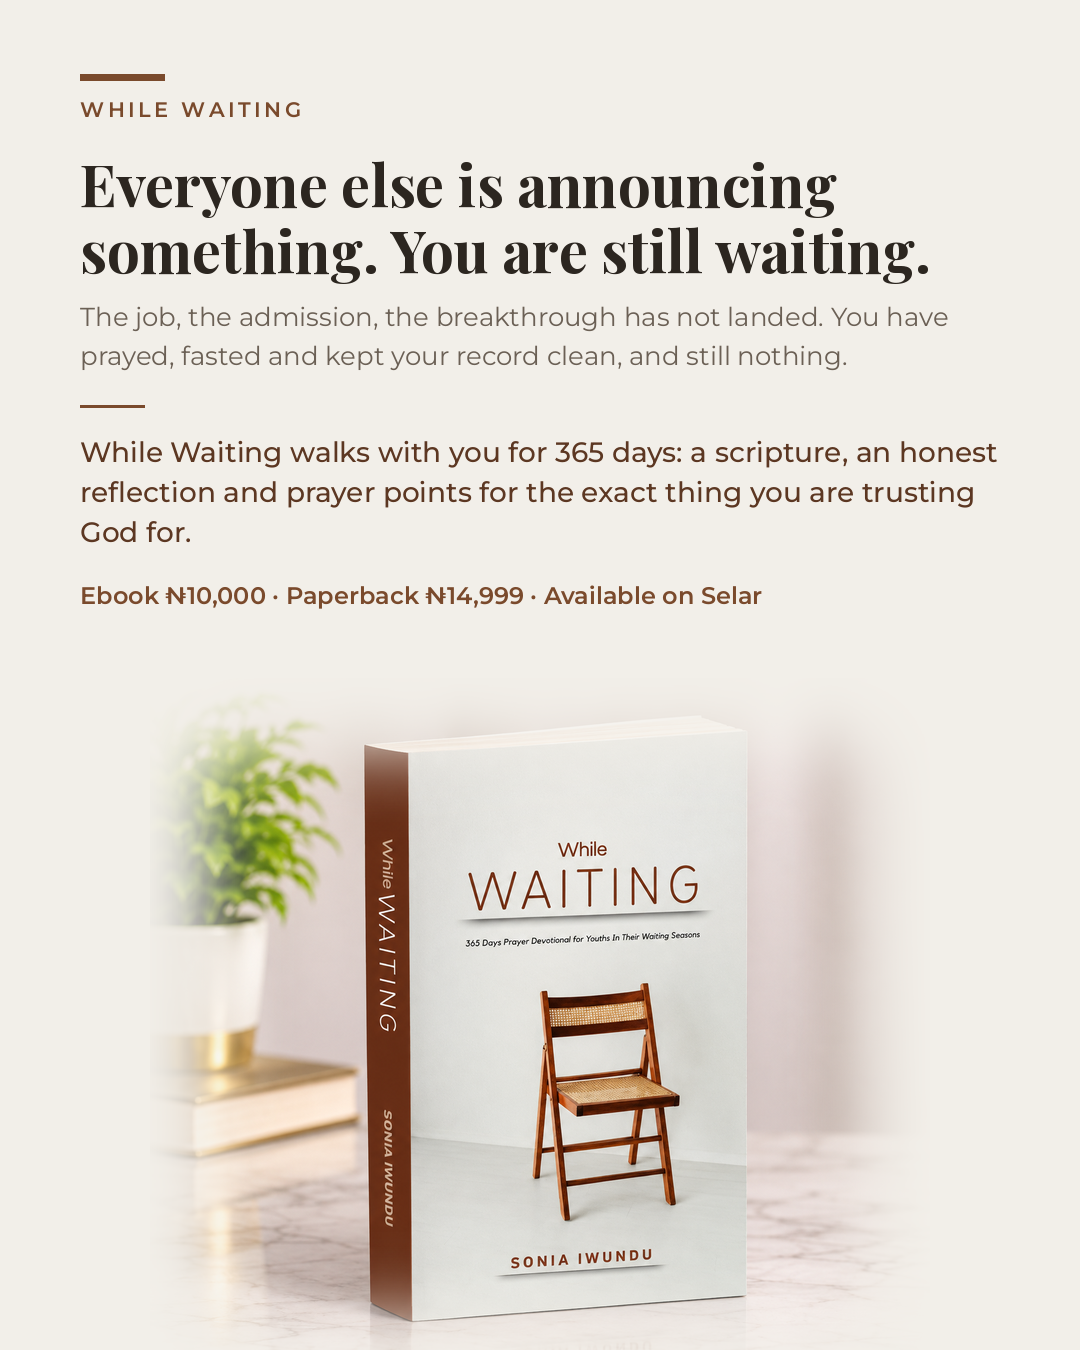 WHILE WAITING
Everyone else is announcing
something. You are still waiting.
The job, the admission, the breakthrough has not landed. You have
prayed, fasted and kept your record clean, and still nothing.
While Waiting walks with you for 365 days: a scripture, an honest
reflection and prayer points for the exact thing you are trusting
God for.
Ebook ₦10,000 · Paperback ₦14,999 · Available on Selar
While WAITING
SONIA IWUNDU
While
WAITING
365 Days Prayer Devotional for Youths In Their Waiting Seasons
SONIA IWUNDU